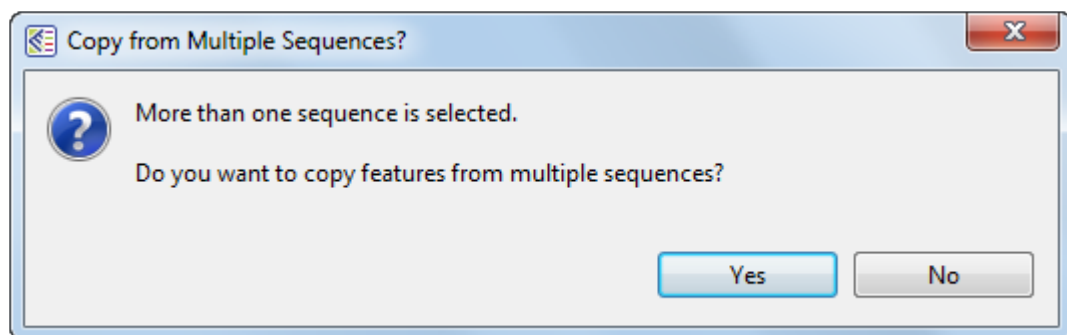 Copy from Multiple Sequences?
More than one sequence is selected.
Do you want to copy features from multiple sequences?
Yes
No